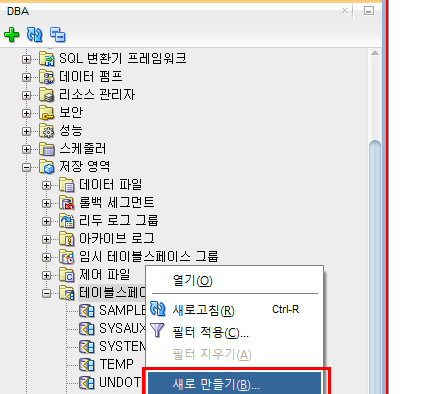 DBA
SQL 변환기 프레임워크
데이터 펌프
리소스 관리자
보안
성능
스케줄러
저장 영역
데이터 파일
롤백 세그먼트
리두 로그 그룹
아카이브 로그
임시 테이블스페이스 그룹
제어 파일
열기(O)
새로고침(R) Ctrl-R
필터 적용(C)...
필터 지우기(A)
새로 만들기(B)...
테이블스페이
SAMPLE
SYSAUX
SYSTEM
TEMP
UNDOT